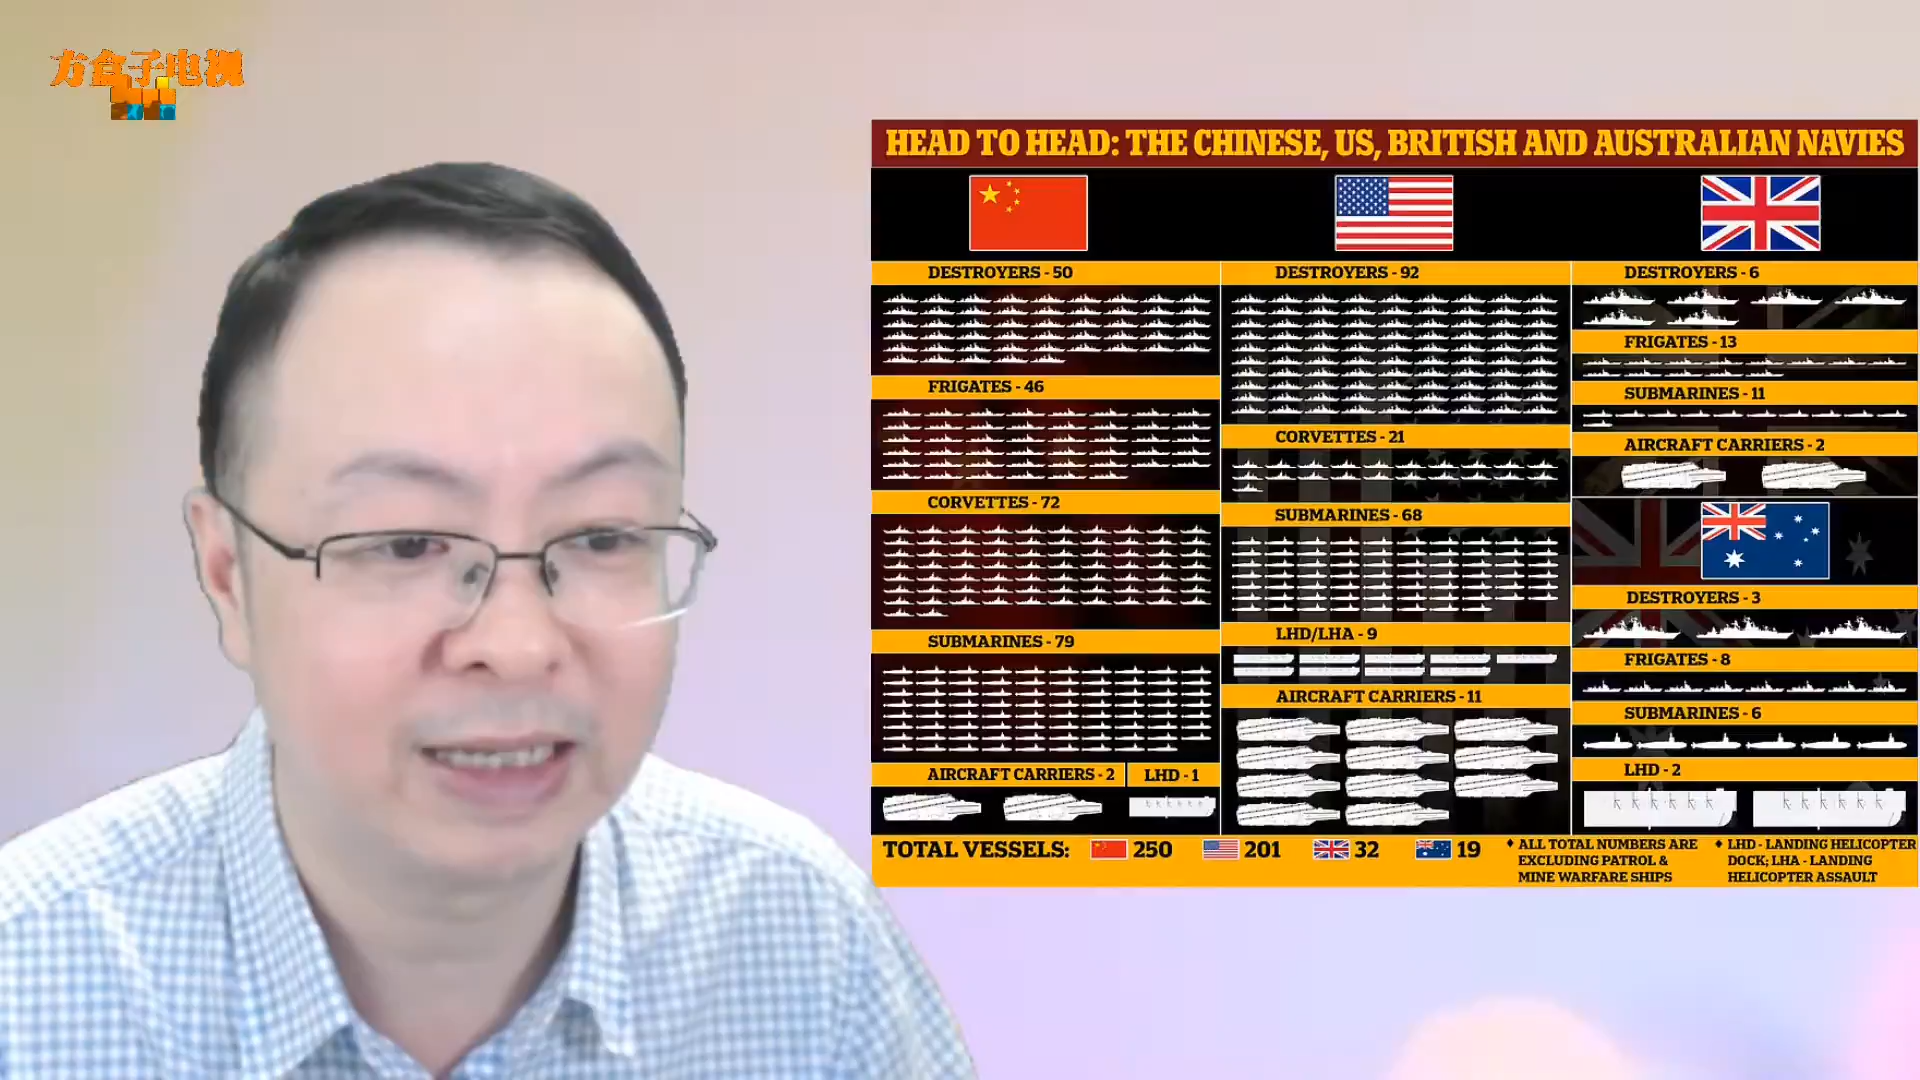 方盒子电视
HEAD TO HEAD: THE CHINESE, US, BRITISH AND AUSTRALIAN NAVIES
DESTROYERS - 50
FRIGATES - 46
CORVETTES - 72
SUBMARINES - 79
AIRCRAFT CARRIERS - 2
LHD - 1
DESTROYERS - 92
CORVETTES - 21
SUBMARINES - 68
LHD/LHA - 9
AIRCRAFT CARRIERS - 11
DESTROYERS - 6
FRIGATES - 13
SUBMARINES - 11
AIRCRAFT CARRIERS - 2
DESTROYERS - 3
FRIGATES - 8
SUBMARINES - 6
LHD - 2
TOTAL VESSELS: 250 201 32 19
♦ ALL TOTAL NUMBERS ARE
EXCLUDING PATROL &
MINE WARFARE SHIPS
♦ LHD - LANDING HELICOPTER
DOCK; LHA - LANDING
HELICOPTER ASSAULT